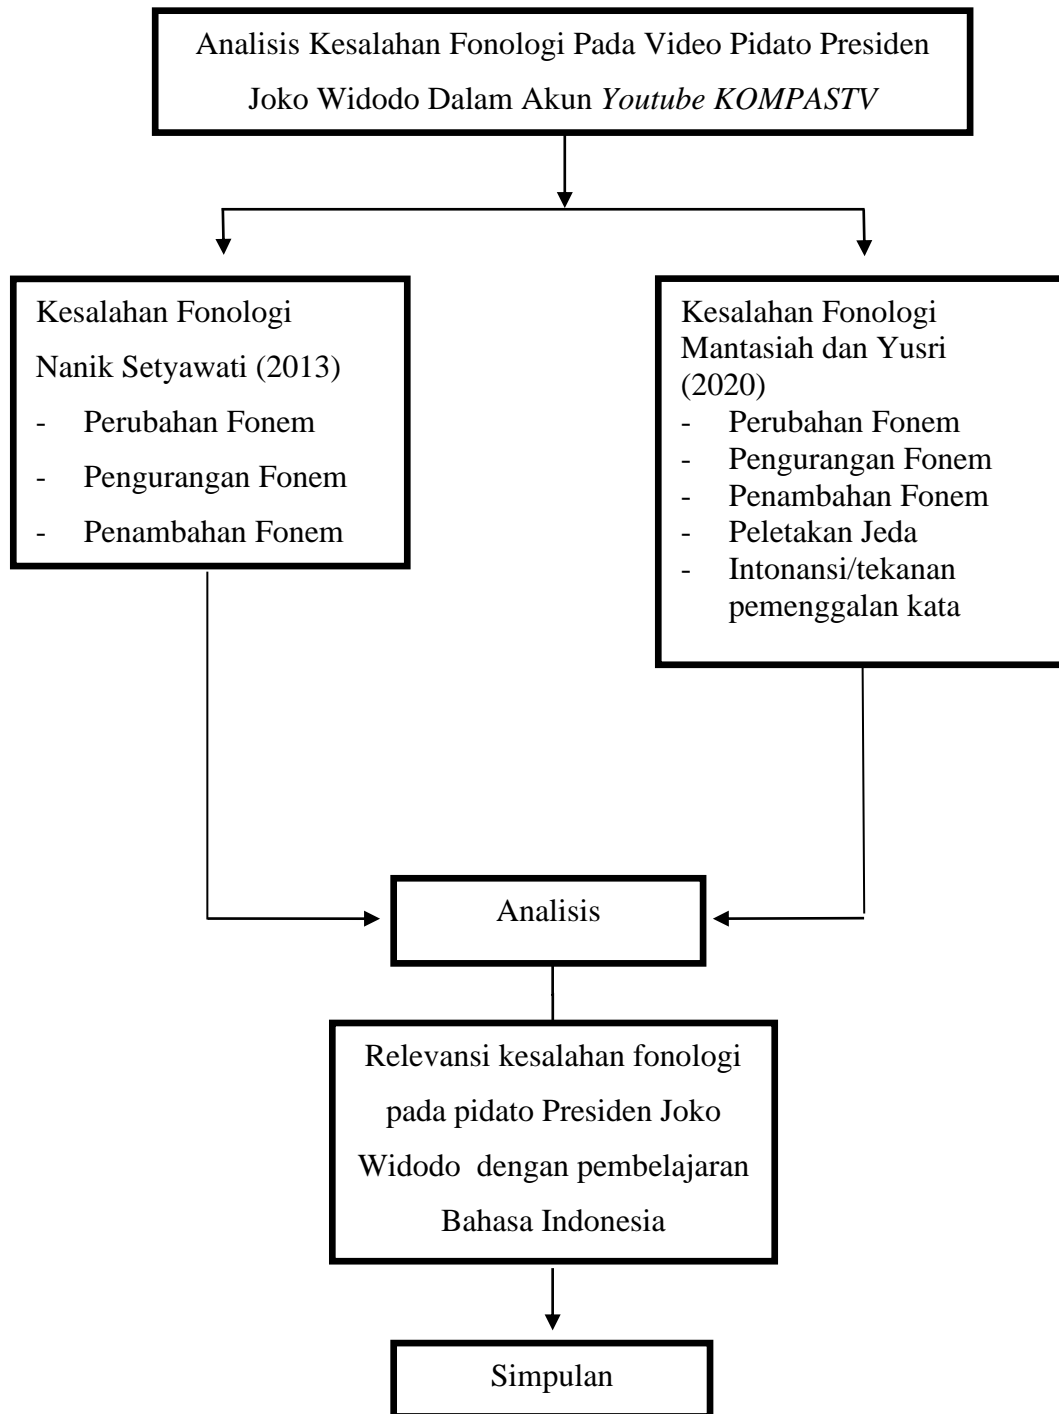 Analisis Kesalahan Fonologi Pada Video Pidato Presiden
Joko Widodo Dalam Akun Youtube KOMPASTV
Kesalahan Fonologi
Nanik Setyawati (2013)
- Perubahan Fonem
- Pengurangan Fonem
- Penambahan Fonem
Kesalahan Fonologi
Mantasiah dan Yusri
(2020)
- Perubahan Fonem
- Pengurangan Fonem
- Penambahan Fonem
- Peletakan Jeda
- Intonansi/tekanan
pemenggalan kata
Analisis
Relevansi kesalahan fonologi
pada pidato Presiden Joko
Widodo dengan pembelajaran
Bahasa Indonesia
Simpulan